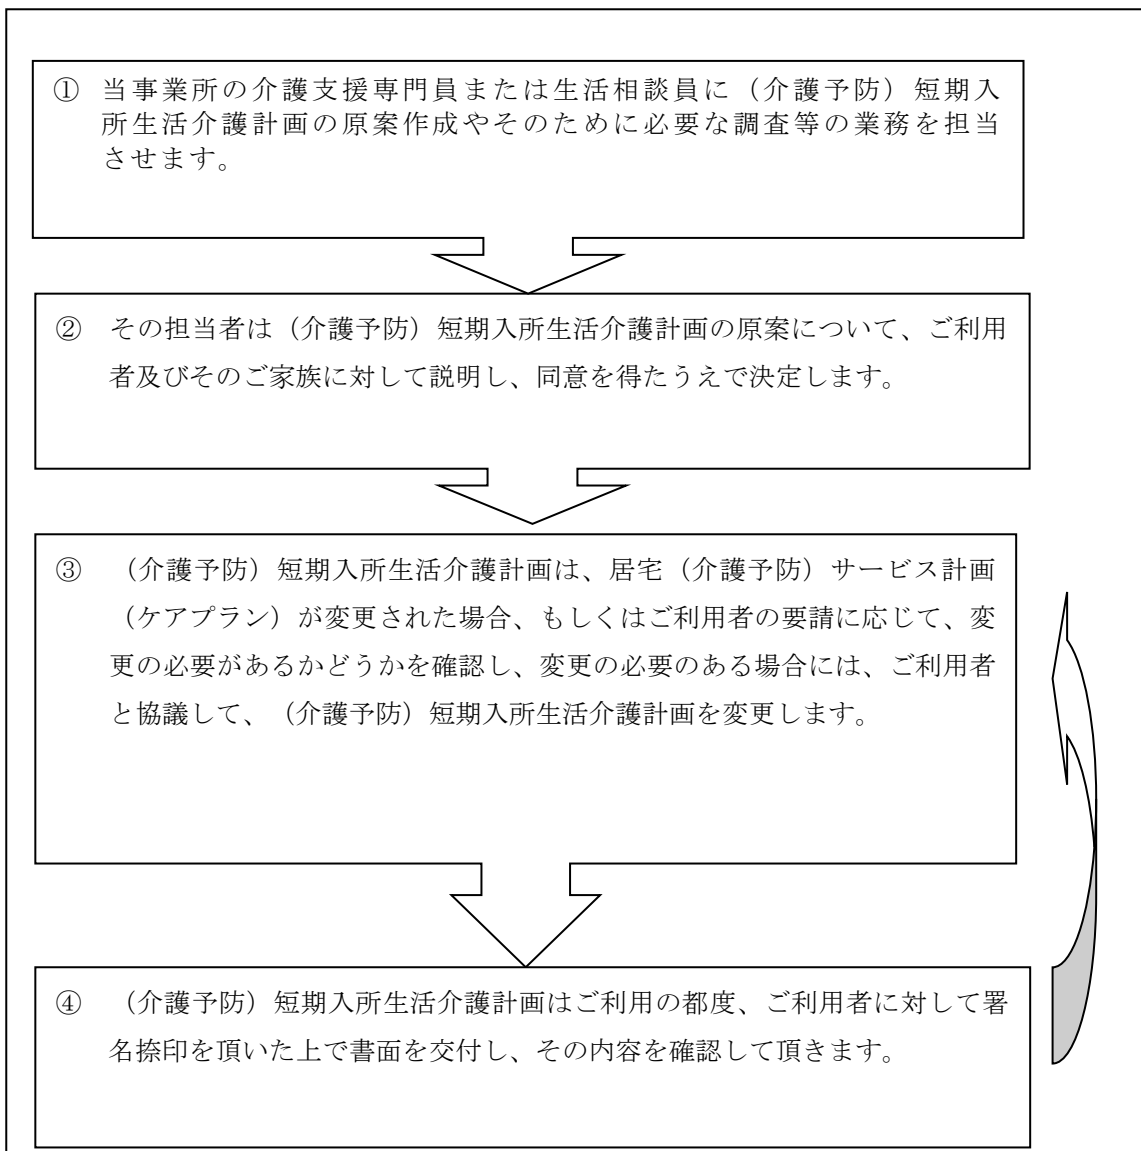 ① 当事業所の介護支援専門員または生活相談員に（介護予防）短期入
所生活介護計画の原案作成やそのために必要な調査等の業務を担当
させます。
② その担当者は（介護予防）短期入所生活介護計画の原案について、ご利用
者及びそのご家族に対して説明し、同意を得たうえで決定します。
③ （介護予防）短期入所生活介護計画は、居宅（介護予防）サービス計画
（ケアプラン）が変更された場合、もしくはご利用者の要請に応じて、変
更の必要があるかどうかを確認し、変更の必要のある場合には、ご利用者
と協議して、（介護予防）短期入所生活介護計画を変更します。
④ （介護予防）短期入所生活介護計画はご利用の都度、ご利用者に対して署
名捺印を頂いた上で書面を交付し、その内容を確認して頂きます。